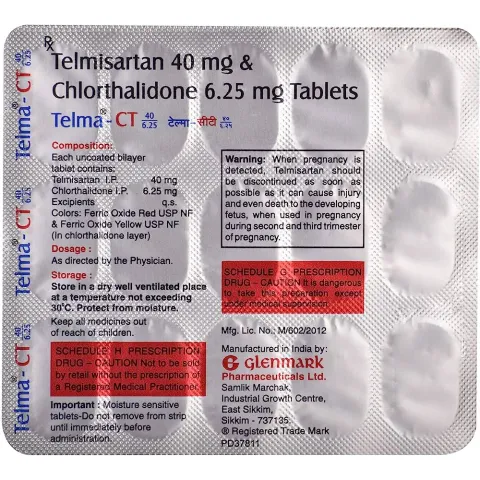 Rx
Telmisartan 40 mg &
Chlorthalidone 6.25 mg Tablets
Telma®-CT 40/6.25 टेल्मा-सीटी ४०/६.२५
Composition:
Each uncoated bilayer
tablet contains:
Telmisartan I.P. 40 mg
Chlorthalidone I.P. 6.25 mg
Excipients q.s.
Colors: Ferric Oxide Red USP NF
& Ferric Oxide Yellow USP NF
(In chlorthalidone layer)
Dosage :
As directed by the Physician.
Storage :
Store in a dry well ventilated place
at a temperature not exceeding
30°C. Protect from moisture.
Keep all medicines out
of reach of children.
SCHEDULE H PRESCRIPTION
DRUG – CAUTION Not to be sold
by retail without the prescription of
a Registered Medical Practitioner.
Important : Moisture sensitive
tablets-Do not remove from strip
until immediately before
administration.
Warning: When pregnancy is
detected, Telmisartan should
be discontinued as soon as
possible as it can cause injury
and even death to the developing
fetus, when used in pregnancy
during second and third trimester
of pregnancy.
SCHEDULE G PRESCRIPTION
DRUG – CAUTION It is dangerous
to take this preparation except
under medical supervision.
Mfg. Lic. No.: M/602/2012
Manufactured in India by:
G Glenmark
Pharmaceuticals Ltd.
Samlik Marchak,
Industrial Growth Centre,
East Sikkim,
Sikkim - 737135.
® Registered Trade Mark
PD37811
Telma®-CT 40/6.25
Telma®-CT 40/6.25
Telma®-CT 40/6.25